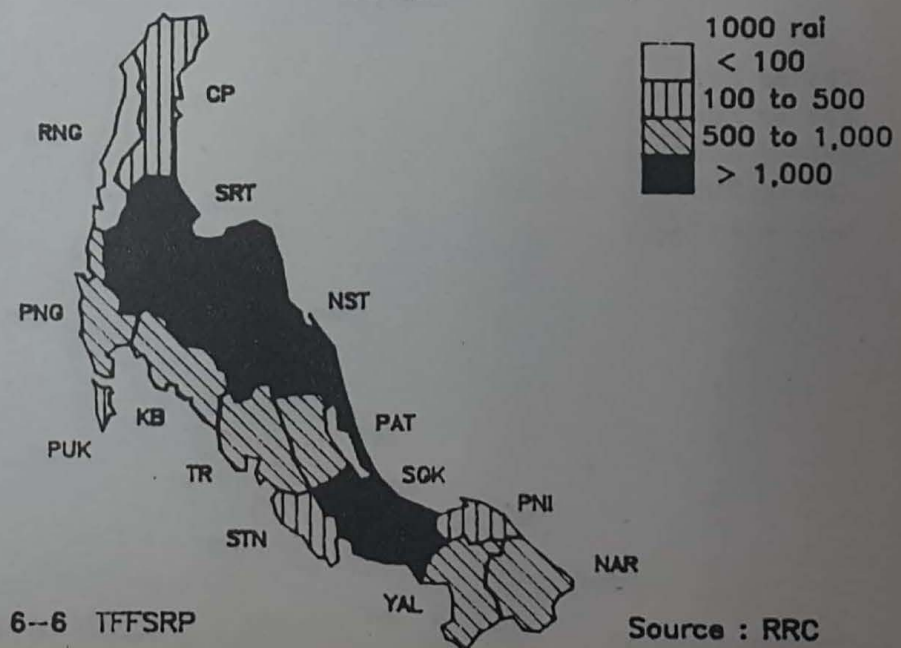 1000 rai
< 100
100 to 500
500 to 1,000
> 1,000
CP
RNG
SRT
NST
PNG
KB
PUK
PAT
TR
SGK
PNI
STN
NAR
YAL
6--6 TFFSRP
Source : RRC